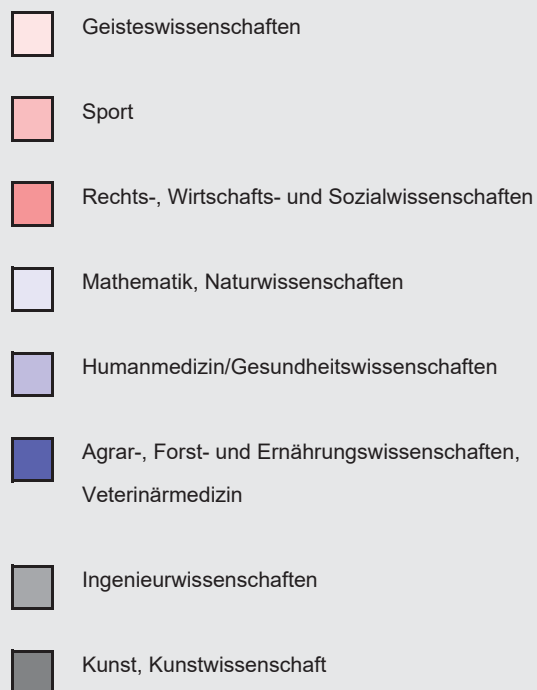 Geisteswissenschaften
Sport
Rechts-, Wirtschafts- und Sozialwissenschaften
Mathematik, Naturwissenschaften
Humanmedizin/Gesundheitswissenschaften
Agrar-, Forst- und Ernährungswissenschaften,
Veterinärmedizin
Ingenieurwissenschaften
Kunst, Kunstwissenschaft